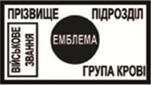 ПРІЗВИЩЕ ПІДРОЗДІЛ
ВІЙСЬКОВЕ
ЗВАННЯ
ЕМБЛЕМА
ГРУПА КРОВІ